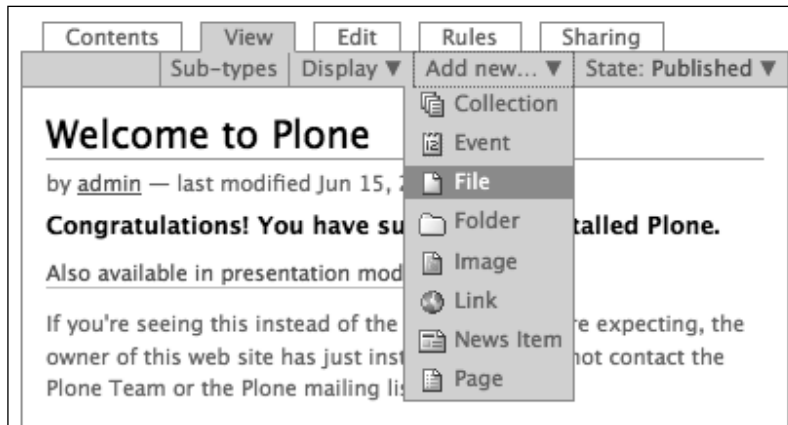 Contents View Edit Rules Sharing
Sub-types Display ▼ Add new... ▼ State: Published ▼
Collection
Event
File
Folder
Image
Link
News Item
Page
Welcome to Plone
by admin — last modified Jun 15,
Congratulations! You have su talled Plone.
Also available in presentation mod
If you're seeing this instead of the re expecting, the
owner of this web site has just inst not contact the
Plone Team or the Plone mailing li